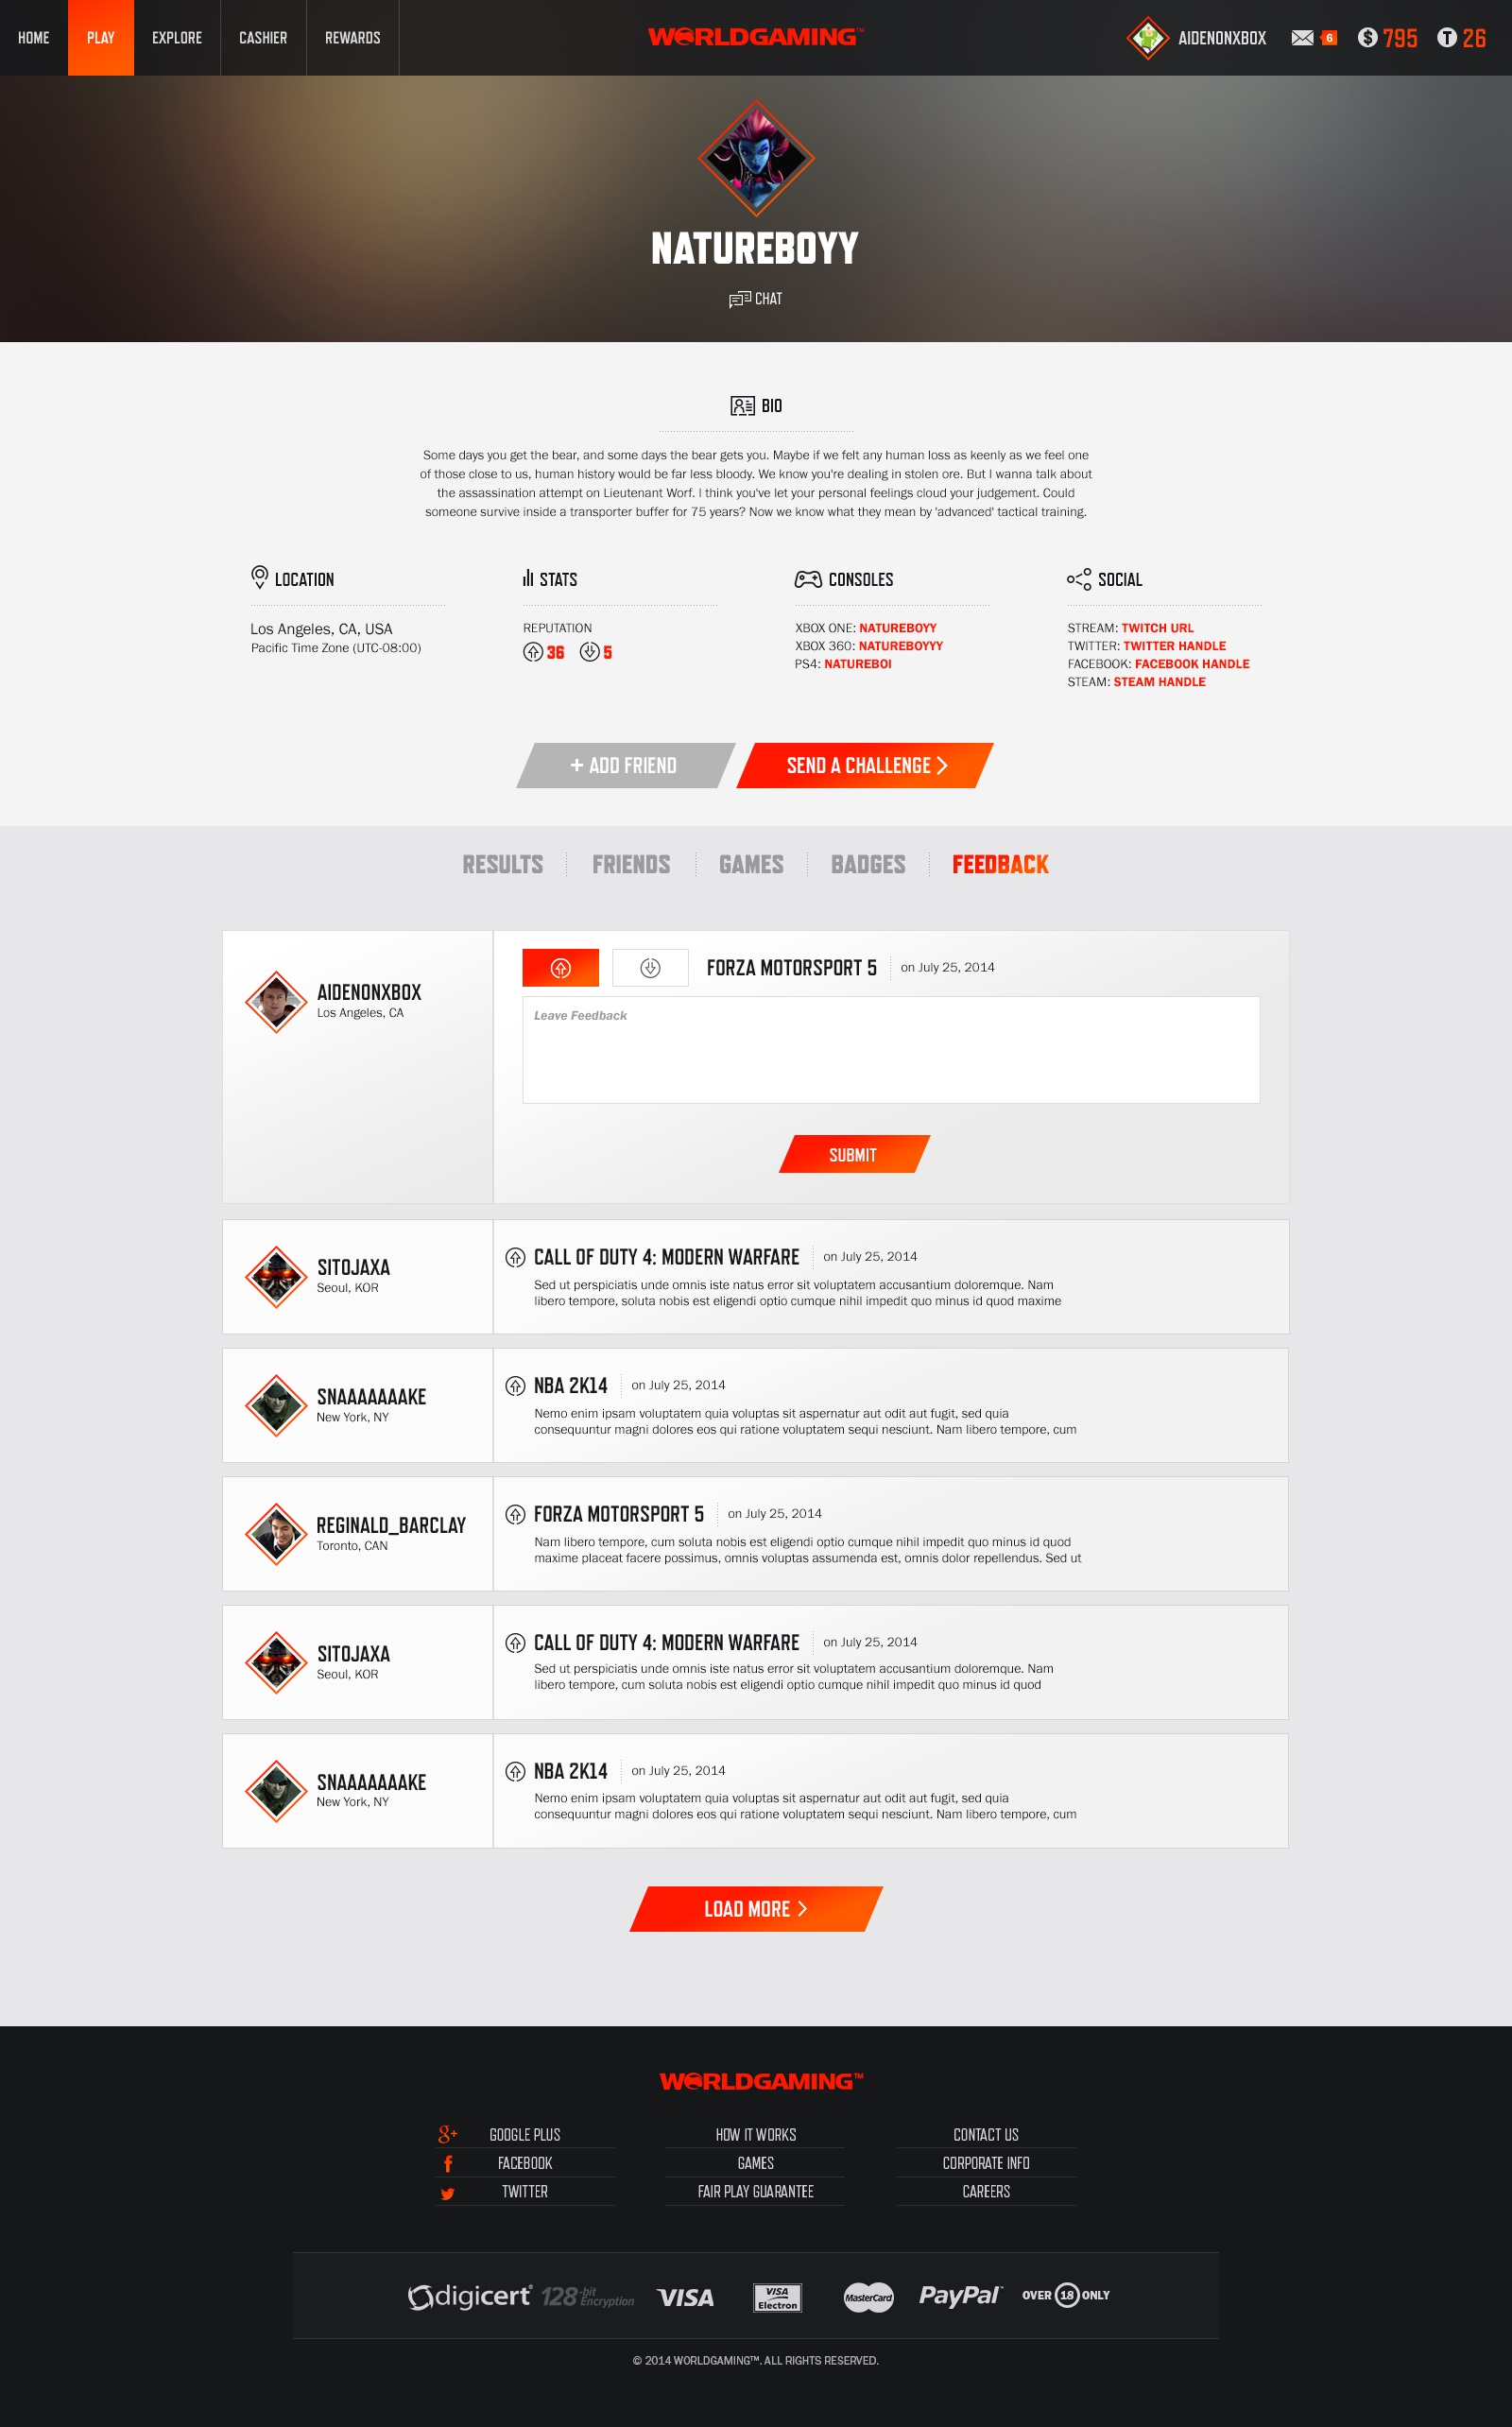 HOME PLAY EXPLORE CASHIER REWARDS WORLDGAMING™ AIDENONXBOX 6 $ 795 T 26
NATUREBOYY
CHAT
BIO
Some days you get the bear, and some days the bear gets you. Maybe if we felt any human loss as keenly as we feel one
of those close to us, human history would be far less bloody. We know you're dealing in stolen ore. But I wanna talk about
the assassination attempt on Lieutenant Worf. I think you've let your personal feelings cloud your judgement. Could
someone survive inside a transporter buffer for 75 years? Now we know what they mean by 'advanced' tactical training.
LOCATION
Los Angeles, CA, USA
Pacific Time Zone (UTC-08:00)
STATS
REPUTATION
36 5
CONSOLES
XBOX ONE: NATUREBOYY
XBOX 360: NATUREBOYYY
PS4: NATUREBOI
SOCIAL
STREAM: TWITCH URL
TWITTER: TWITTER HANDLE
FACEBOOK: FACEBOOK HANDLE
STEAM: STEAM HANDLE
+ ADD FRIEND SEND A CHALLENGE >
RESULTS FRIENDS GAMES BADGES FEEDBACK
AIDENONXBOX
Los Angeles, CA
FORZA MOTORSPORT 5 on July 25, 2014
Leave Feedback
SUBMIT
SITOJAXA
Seoul, KOR
CALL OF DUTY 4: MODERN WARFARE on July 25, 2014
Sed ut perspiciatis unde omnis iste natus error sit voluptatem accusantium doloremque. Nam
libero tempore, soluta nobis est eligendi optio cumque nihil impedit quo minus id quod maxime
SNAAAAAAAKE
New York, NY
NBA 2K14 on July 25, 2014
Nemo enim ipsam voluptatem quia voluptas sit aspernatur aut odit aut fugit, sed quia
consequuntur magni dolores eos qui ratione voluptatem sequi nesciunt. Nam libero tempore, cum
REGINALD_BARCLAY
Toronto, CAN
FORZA MOTORSPORT 5 on July 25, 2014
Nam libero tempore, cum soluta nobis est eligendi optio cumque nihil impedit quo minus id quod
maxime placeat facere possimus, omnis voluptas assumenda est, omnis dolor repellendus. Sed ut
SITOJAXA
Seoul, KOR
CALL OF DUTY 4: MODERN WARFARE on July 25, 2014
Sed ut perspiciatis unde omnis iste natus error sit voluptatem accusantium doloremque. Nam
libero tempore, cum soluta nobis est eligendi optio cumque nihil impedit quo minus id quod
SNAAAAAAAKE
New York, NY
NBA 2K14 on July 25, 2014
Nemo enim ipsam voluptatem quia voluptas sit aspernatur aut odit aut fugit, sed quia
consequuntur magni dolores eos qui ratione voluptatem sequi nesciunt. Nam libero tempore, cum
LOAD MORE >
WORLDGAMING™
g+ GOOGLE PLUS HOW IT WORKS CONTACT US
f FACEBOOK GAMES CORPORATE INFO
TWITTER FAIR PLAY GUARANTEE CAREERS
digicert® 128-bit Encryption VISA VISA Electron MasterCard PayPal™ OVER 18 ONLY
© 2014 WORLDGAMING™. ALL RIGHTS RESERVED.